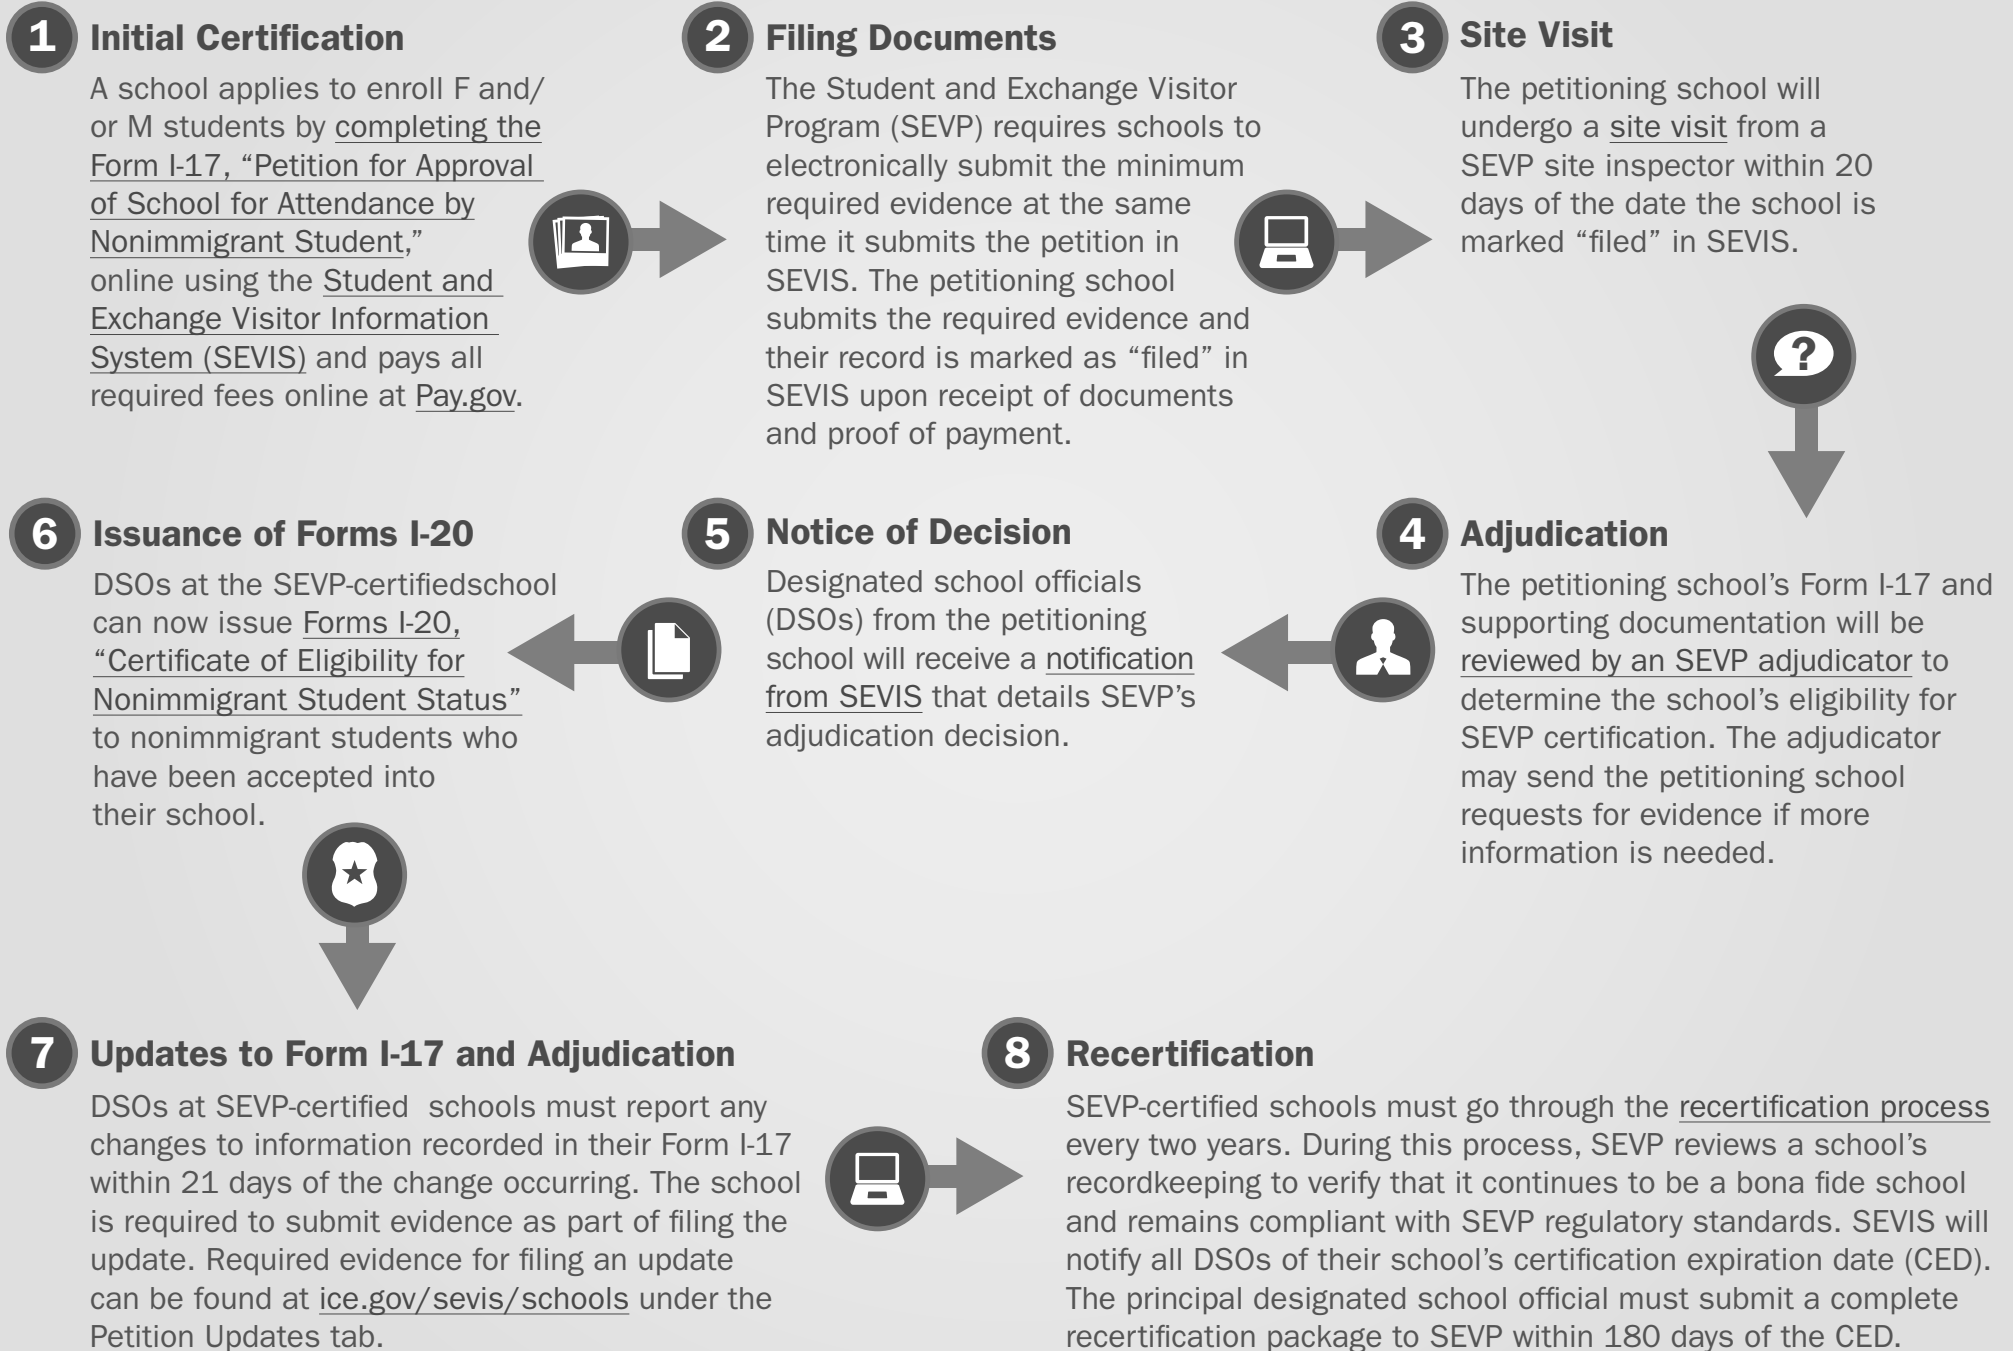 1 Initial Certification
A school applies to enroll F and/
or M students by completing the
Form I-17, “Petition for Approval
of School for Attendance by
Nonimmigrant Student,”
online using the Student and
Exchange Visitor Information
System (SEVIS) and pays all
required fees online at Pay.gov.
2 Filing Documents
The Student and Exchange Visitor
Program (SEVP) requires schools to
electronically submit the minimum
required evidence at the same
time it submits the petition in
SEVIS. The petitioning school
submits the required evidence and
their record is marked as “filed” in
SEVIS upon receipt of documents
and proof of payment.
3 Site Visit
The petitioning school will
undergo a site visit from a
SEVP site inspector within 20
days of the date the school is
marked “filed” in SEVIS.
?
4 Adjudication
The petitioning school’s Form I-17 and
supporting documentation will be
reviewed by an SEVP adjudicator to
determine the school’s eligibility for
SEVP certification. The adjudicator
may send the petitioning school
requests for evidence if more
information is needed.
5 Notice of Decision
Designated school officials
(DSOs) from the petitioning
school will receive a notification
from SEVIS that details SEVP’s
adjudication decision.
6 Issuance of Forms I-20
DSOs at the SEVP-certifiedschool
can now issue Forms I-20,
“Certificate of Eligibility for
Nonimmigrant Student Status”
to nonimmigrant students who
have been accepted into
their school.
7 Updates to Form I-17 and Adjudication
DSOs at SEVP-certified  schools must report any
changes to information recorded in their Form I-17
within 21 days of the change occurring. The school
is required to submit evidence as part of filing the
update. Required evidence for filing an update
can be found at ice.gov/sevis/schools under the
Petition Updates tab.
8 Recertification
SEVP-certified schools must go through the recertification process
every two years. During this process, SEVP reviews a school’s
recordkeeping to verify that it continues to be a bona fide school
and remains compliant with SEVP regulatory standards. SEVIS will
notify all DSOs of their school’s certification expiration date (CED).
The principal designated school official must submit a complete
recertification package to SEVP within 180 days of the CED.